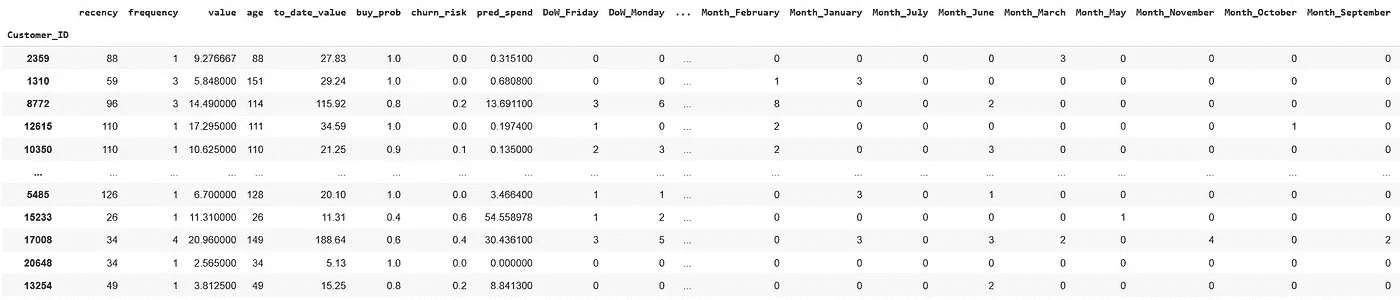 recency frequency value age to_date_value buy_prob churn_risk pred_spend DoW_Friday DoW_Monday ... Month_February Month_January Month_July Month_June Month_March Month_May Month_November Month_October Month_September
Customer_ID
2359 88 1 9.276667 88 27.83 1.0 0.0 0.315100 0 0 ... 0 0 0 0 3 0 0 0 0
1310 59 3 5.848000 151 29.24 1.0 0.0 0.680800 0 0 ... 1 3 0 0 0 0 0 0 0
8772 96 3 14.490000 114 115.92 0.8 0.2 13.691100 3 6 ... 8 0 0 2 0 0 0 0 0
12615 110 1 17.295000 111 34.59 1.0 0.0 0.197400 1 0 ... 2 0 0 0 0 0 0 1 0
10350 110 1 10.625000 110 21.25 0.9 0.1 0.135000 2 3 ... 2 0 0 3 0 0 0 0 0
... ... ... ... ... ... ... ... ... ... ... ... ... ... ... ... ... ... ... ... ...
5485 126 1 6.700000 128 20.10 1.0 0.0 3.466400 1 1 ... 0 3 0 1 0 0 0 0 0
15233 26 1 11.310000 26 11.31 0.4 0.6 54.558978 1 2 ... 0 0 0 0 0 1 0 0 0
17008 34 4 20.960000 149 188.64 0.6 0.4 30.436100 3 5 ... 0 3 0 3 2 0 4 0 2
20648 34 1 2.565000 34 5.13 1.0 0.0 0.000000 0 0 ... 0 0 0 0 0 0 0 0 0
13254 49 1 3.812500 49 15.25 0.8 0.2 8.841300 0 0 ... 0 0 0 2 0 0 0 0 0